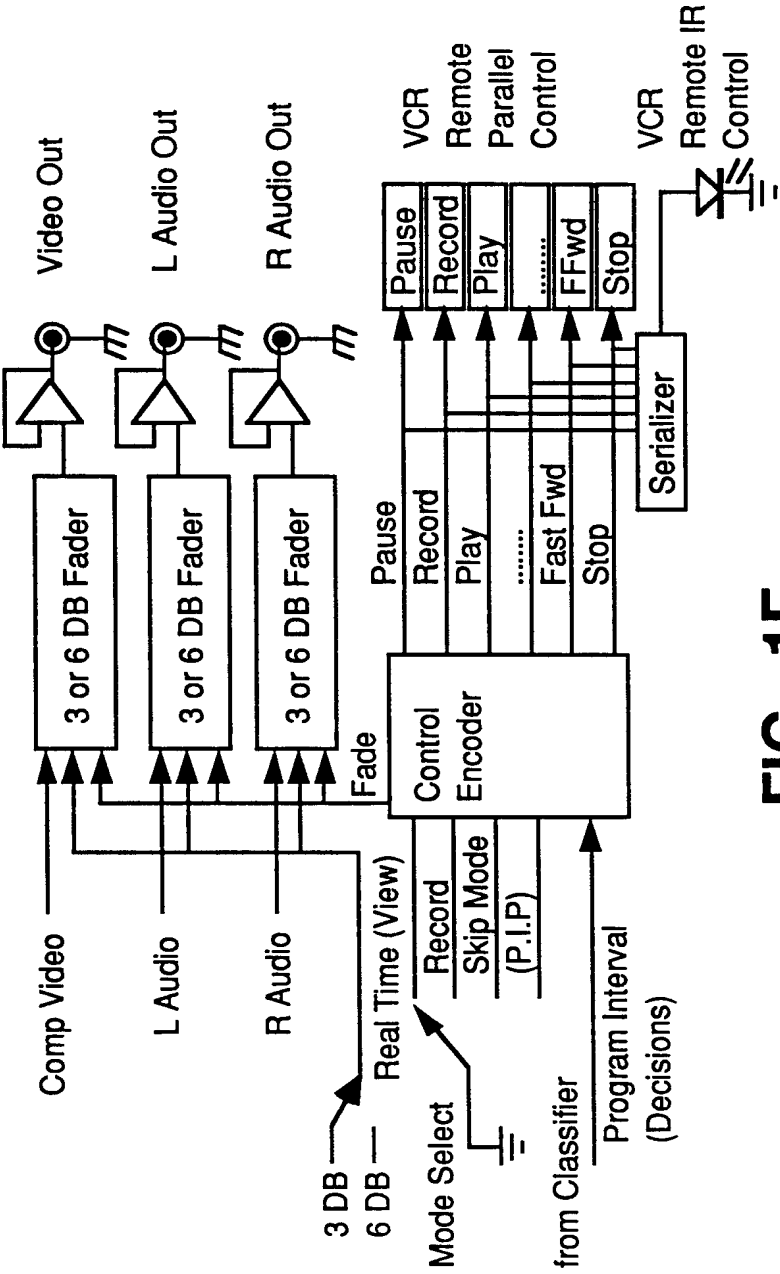 Comp Video
L Audio
R Audio
3 or 6 DB Fader
3 or 6 DB Fader
3 or 6 DB Fader
Video Out
L Audio Out
R Audio Out
3 DB
6 DB
Fade
Mode Select
Real Time (View)
Record
Skip Mode
(P.I.P)
from Classifier
Program Interval
(Decisions)
Control
Encoder
Pause
Record
Play
........
Fast Fwd
Stop
Pause
Record
Play
........
FFwd
Stop
VCR
Remote
Parallel
Control
Serializer
VCR
Remote IR
Control